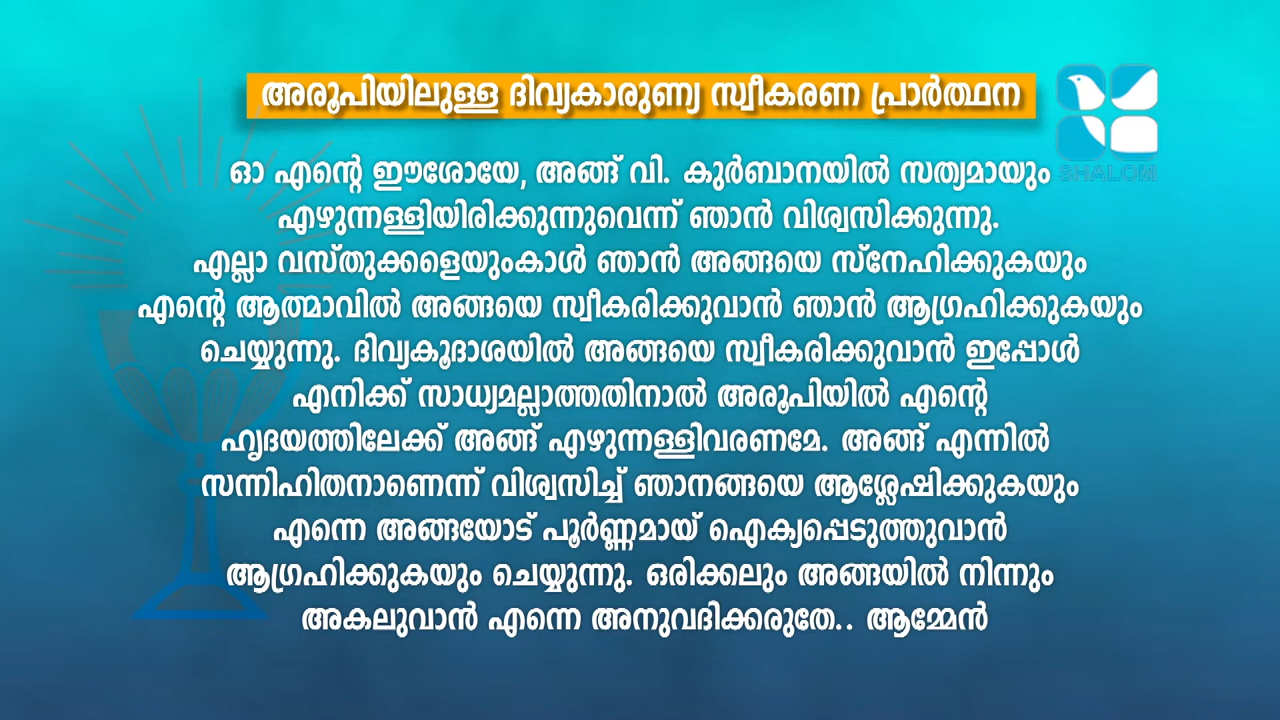 അരൂപിയിലുള്ള ദിവ്യകാരുണ്യ സ്വീകരണ പ്രാർത്ഥന
SHALOM
ഓ എന്റെ ഈശോയേ, അങ്ങ് വി. കുർബാനയിൽ സത്യമായും
എഴുന്നള്ളിയിരിക്കുന്നുവെന്ന് ഞാൻ വിശ്വസിക്കുന്നു.
എല്ലാ വസ്തുക്കളെയുംകാൾ ഞാൻ അങ്ങയെ സ്നേഹിക്കുകയും
എന്റെ ആത്മാവിൽ അങ്ങയെ സ്വീകരിക്കുവാൻ ഞാൻ ആഗ്രഹിക്കുകയും
ചെയ്യുന്നു. ദിവ്യകൂദാശയിൽ അങ്ങയെ സ്വീകരിക്കുവാൻ ഇപ്പോൾ
എനിക്ക് സാധ്യമല്ലാത്തതിനാൽ അരൂപിയിൽ എന്റെ
ഹൃദയത്തിലേക്ക് അങ്ങ് എഴുന്നള്ളിവരണമേ. അങ്ങ് എന്നിൽ
സന്നിഹിതനാണെന്ന് വിശ്വസിച്ച് ഞാനങ്ങയെ ആശ്ലേഷിക്കുകയും
എന്നെ അങ്ങയോട് പൂർണ്ണമായ് ഐക്യപ്പെടുത്തുവാൻ
ആഗ്രഹിക്കുകയും ചെയ്യുന്നു. ഒരിക്കലും അങ്ങയിൽ നിന്നും
അകലുവാൻ എന്നെ അനുവദിക്കരുതേ.. ആമ്മേൻ